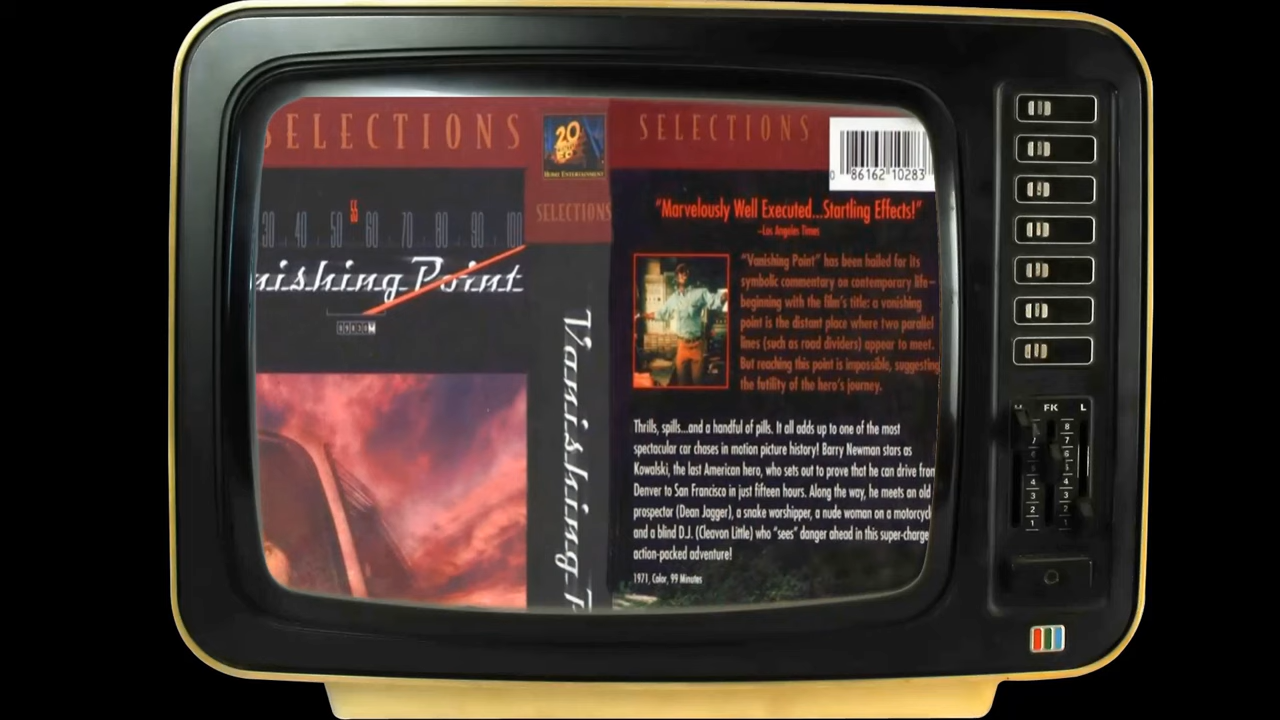 SELECTIONS
30 40 50 55 60 70 80 90 100
nishing Point
20
HOME ENTERTAINMENT
SELECTIONS
Vanishing P
SELECTIONS
0 86162 10283
"Marvelously Well Executed...Startling Effects!"
–Los Angeles Times
"Vanishing Point" has been hailed for its
symbolic commentary on contemporary life–
beginning with the film's title: a vanishing
point is the distant place where two parallel
lines (such as road dividers) appear to meet.
But reaching this point is impossible, suggesting
the futility of the hero's journey.
Thrills, spills...and a handful of pills. It all adds up to one of the most
spectacular car chases in motion picture history! Barry Newman stars as
Kowalski, the last American hero, who sets out to prove that he can drive from
Denver to San Francisco in just fifteen hours. Along the way, he meets an old
prospector (Dean Jagger), a snake worshipper, a nude woman on a motorcycl
and a blind D.J. (Cleavon Little) who "sees" danger ahead in this super-charge
action-packed adventure!
1971, Color, 99 Minutes
FK L
8
7 7
6
5
4 4
3 3
2 2
1 1